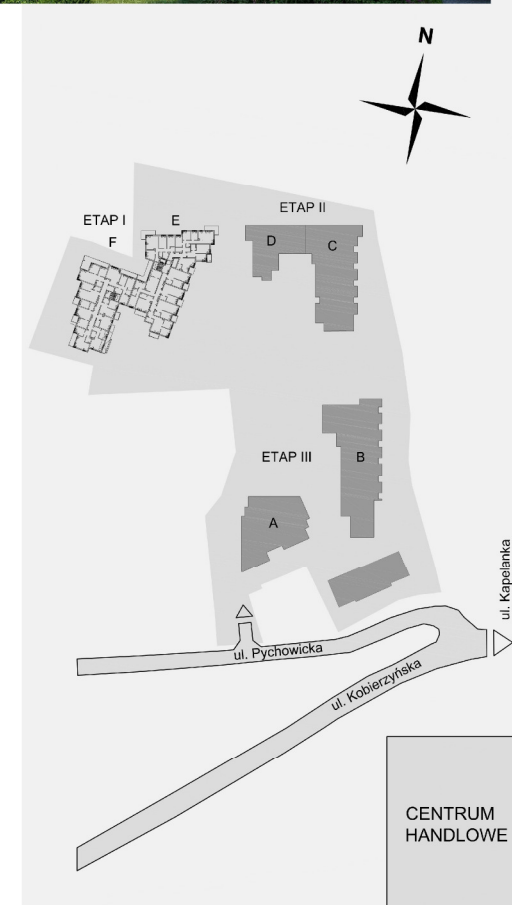 N
ETAP II
ETAP I
E
F
D
C
ETAP III
B
A
ul. Kapelanka
ul. Pychowicka
ul. Kobierzyńska
CENTRUM
HANDLOWE